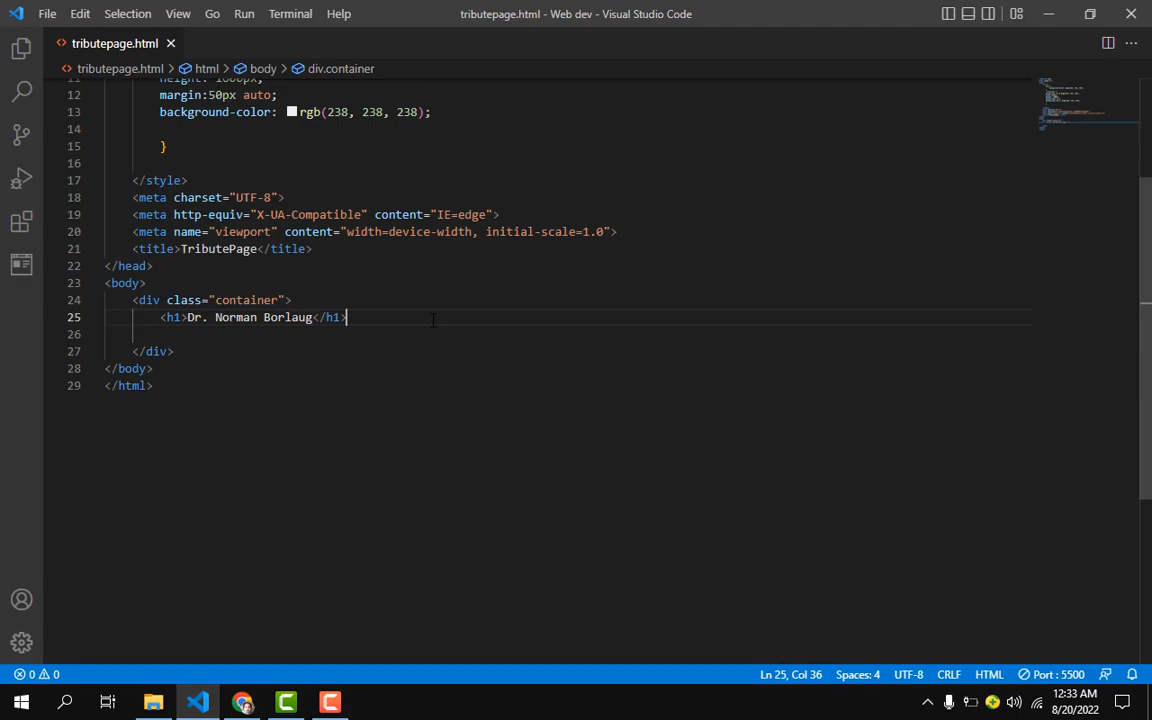 File Edit Selection View Go Run Terminal Help tributepage.html - Web dev - Visual Studio Code
tributepage.html
tributepage.html > html > body > div.container
11 height: 1000px;
12 margin:50px auto;
13 background-color: rgb(238, 238, 238);
14
15 }
16
17 </style>
18 <meta charset="UTF-8">
19 <meta http-equiv="X-UA-Compatible" content="IE=edge">
20 <meta name="viewport" content="width=device-width, initial-scale=1.0">
21 <title>TributePage</title>
22 </head>
23 <body>
24 <div class="container">
25 <h1>Dr. Norman Borlaug</h1>
26
27 </div>
28 </body>
29 </html>
0 0 Ln 25, Col 36 Spaces: 4 UTF-8 CRLF HTML Port : 5500
12:33 AM
8/20/2022